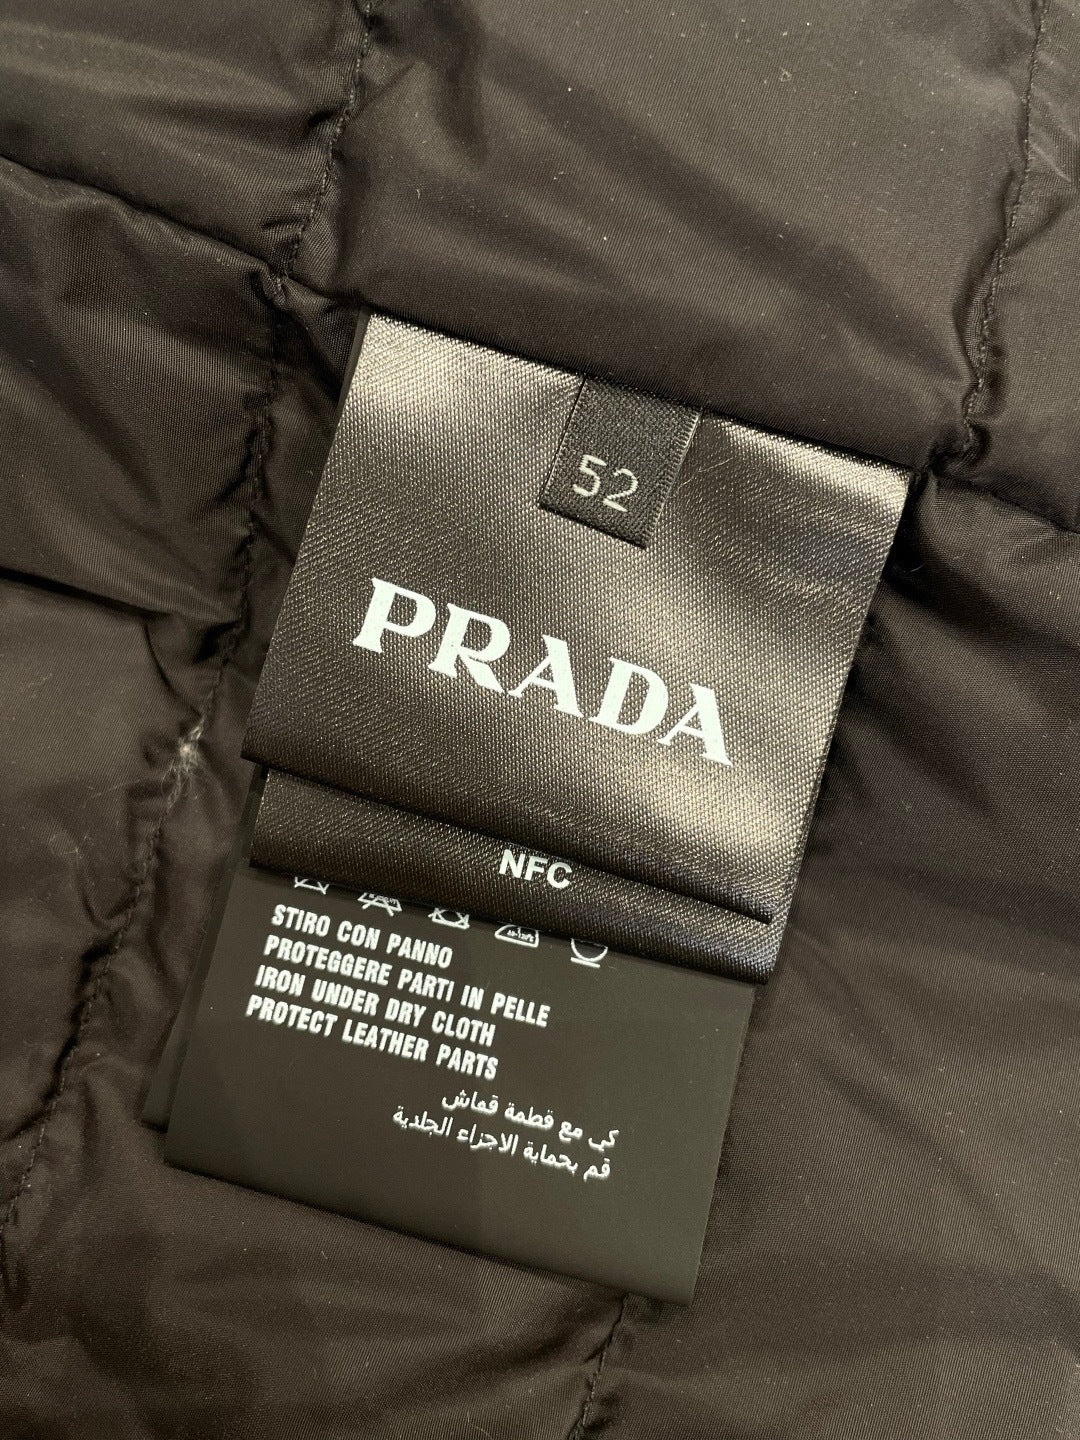 52
PRADA
NFC
STIRO CON PANNO
PROTEGGERE PARTI IN PELLE
IRON UNDER DRY CLOTH
PROTECT LEATHER PARTS
كي مع قطمة قماش
قم بحماية الاجزاء الجلدية